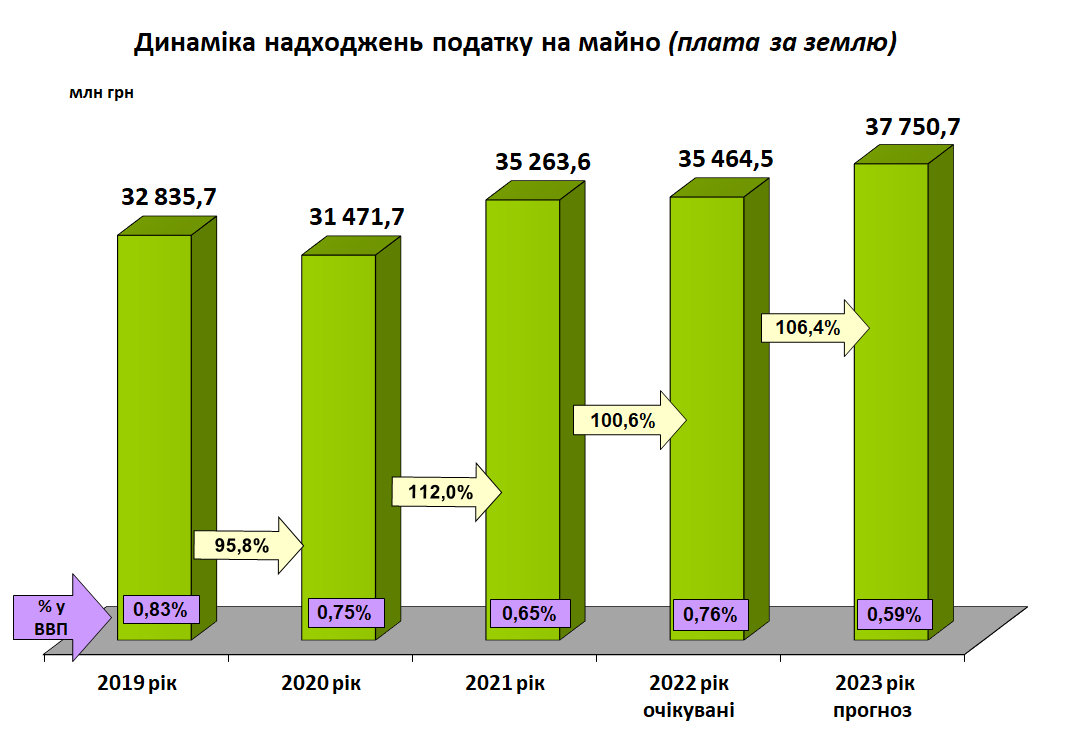 Динаміка надходжень податку на майно (плата за землю)
млн грн
32 835,7
31 471,7
35 263,6
35 464,5
37 750,7
95,8%
112,0%
100,6%
106,4%
% у
ВВП
0,83%
0,75%
0,65%
0,76%
0,59%
2019 рік
2020 рік
2021 рік
2022 рік
очікувані
2023 рік
прогноз